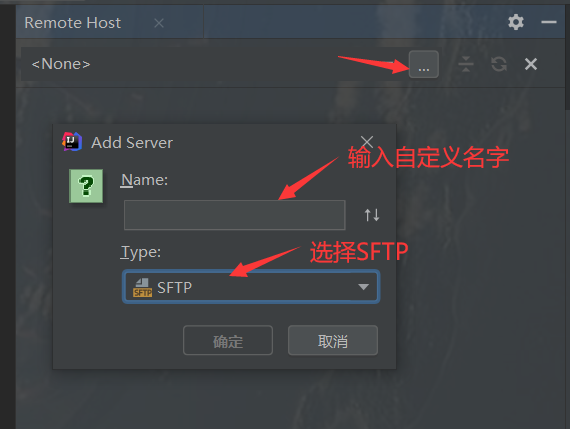 Remote Host
<None>
...
Add Server
输入自定义名字
Name:
Type:
选择SFTP
SFTP
确定
取消